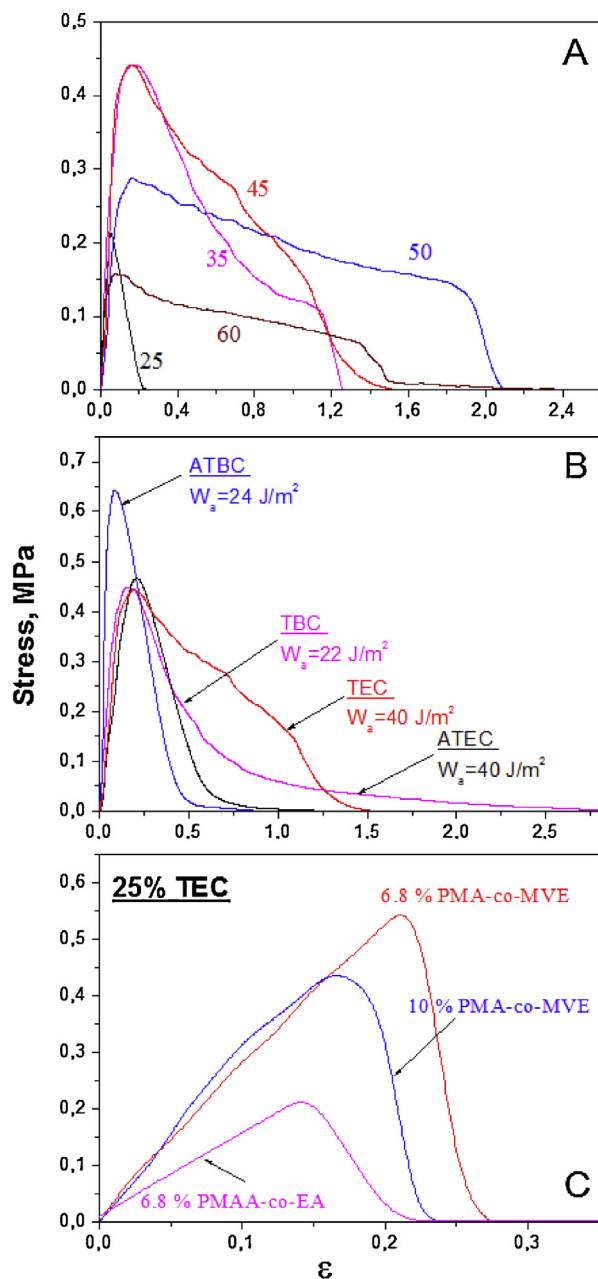 A
0,5
0,4
0,3
0,2
0,1
0,0
45
50
35
60
25
0,0 0,4 0,8 1,2 1,6 2,0 2,4
B
0,7
0,6
0,5
0,4
0,3
0,2
0,1
0,0
ATBC
Wa=24 J/m²
TBC
Wa=22 J/m²
TEC
Wa=40 J/m²
ATEC
Wa=40 J/m²
0,0 0,5 1,0 1,5 2,0 2,5
Stress, MPa
25% TEC
0,6
0,5
0,4
0,3
0,2
0,1
0,0
6.8 % PMA-co-MVE
10 % PMA-co-MVE
6.8 % PMAA-co-EA
C
0,0 0,1 0,2 0,3
ε